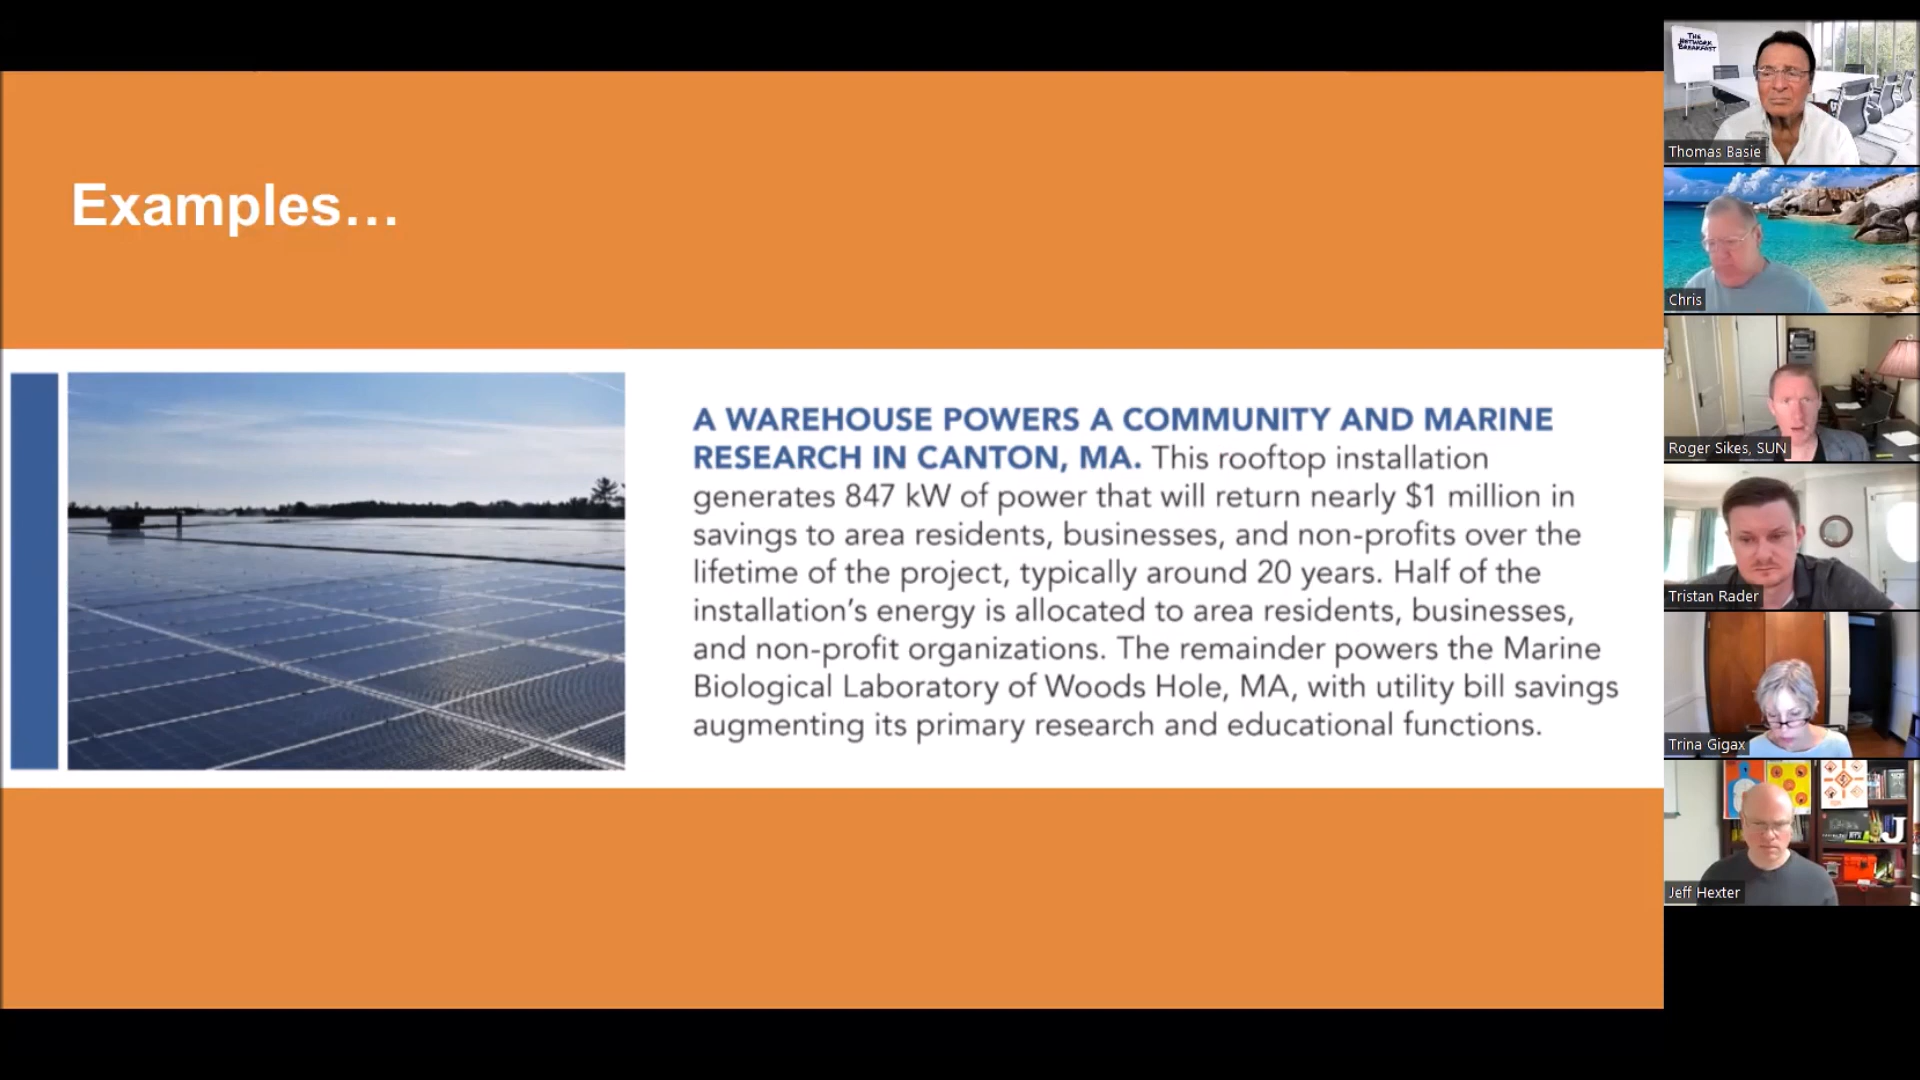 Examples…
A WAREHOUSE POWERS A COMMUNITY AND MARINE
RESEARCH IN CANTON, MA. This rooftop installation
generates 847 kW of power that will return nearly $1 million in
savings to area residents, businesses, and non-profits over the
lifetime of the project, typically around 20 years. Half of the
installation’s energy is allocated to area residents, businesses,
and non-profit organizations. The remainder powers the Marine
Biological Laboratory of Woods Hole, MA, with utility bill savings
augmenting its primary research and educational functions.
THE
NETWORK
BREAKFAST
Thomas Basie
Chris
Roger Sikes, SUN
Tristan Rader
Trina Gigax
J
Jeff Hexter